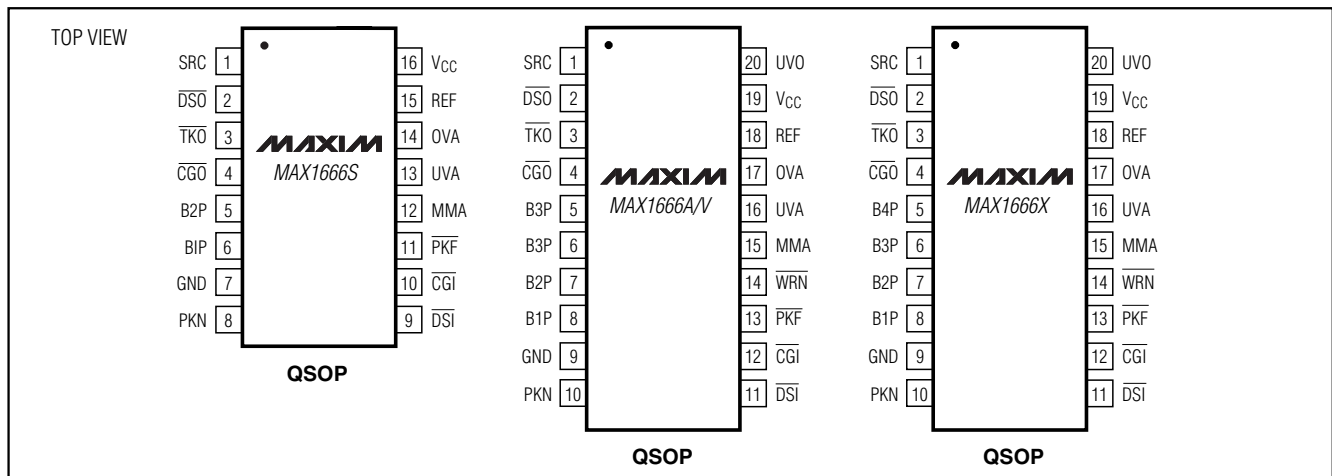 TOP VIEW
SRC 1
DSO 2
TKO 3
CGO 4
B2P 5
BIP 6
GND 7
PKN 8
16 VCC
15 REF
14 OVA
13 UVA
12 MMA
11 PKF
10 CGI
9 DSI
MAXIM
MAX1666S
QSOP
SRC 1
DSO 2
TKO 3
CGO 4
B3P 5
B3P 6
B2P 7
B1P 8
GND 9
PKN 10
20 UVO
19 VCC
18 REF
17 OVA
16 UVA
15 MMA
14 WRN
13 PKF
12 CGI
11 DSI
MAXIM
MAX1666A/V
QSOP
SRC 1
DSO 2
TKO 3
CGO 4
B4P 5
B3P 6
B2P 7
B1P 8
GND 9
PKN 10
20 UVO
19 VCC
18 REF
17 OVA
16 UVA
15 MMA
14 WRN
13 PKF
12 CGI
11 DSI
MAXIM
MAX1666X
QSOP